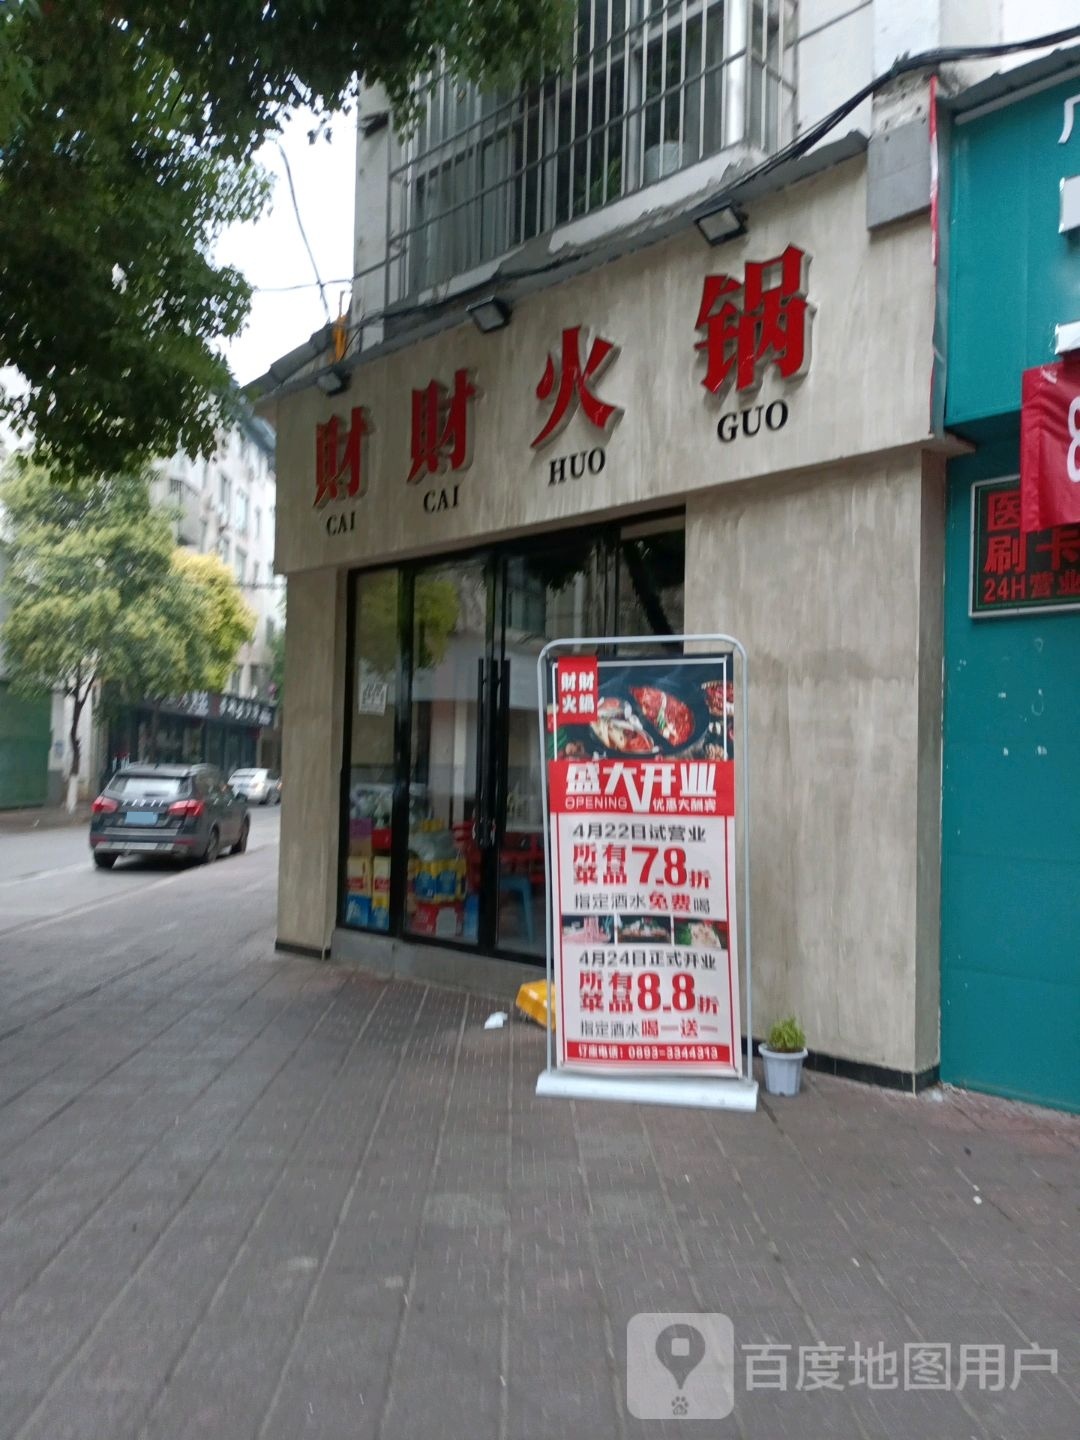 财财火锅
CAI CAI HUO GUO
财财
火锅
盛大开业
OPENING 优惠大酬宾
4月22日试营业
所有菜品7.8折
指定酒水免费喝
4月24日正式开业
所有菜品8.8折
指定酒水喝一送一
订座电话：0893-3344313
医
刷卡
24H营业
8
百度地图用户